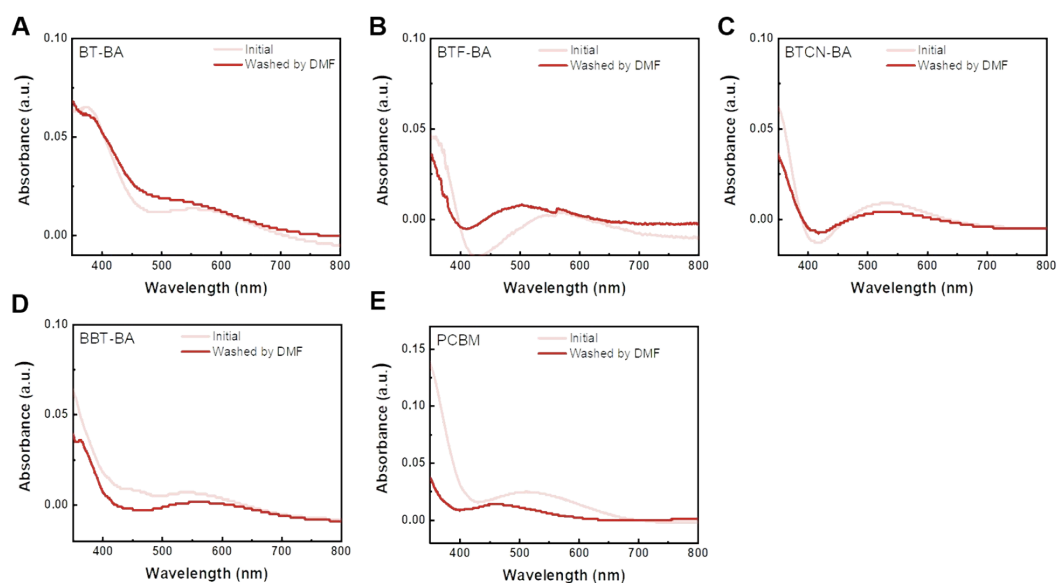 A
BT-BA
Initial
Washed by DMF
0.10
0.05
0.00
Absorbance (a.u.)
400 500 600 700 800
Wavelength (nm)
B
BTF-BA
Initial
Washed by DMF
0.10
0.05
0.00
Absorbance (a.u.)
400 500 600 700 800
Wavelength (nm)
C
BTCN-BA
Initial
Washed by DMF
0.10
0.05
0.00
Absorbance (a.u.)
400 500 600 700 800
Wavelength (nm)
D
BBT-BA
Initial
Washed by DMF
0.10
0.05
0.00
Absorbance (a.u.)
400 500 600 700 800
Wavelength (nm)
E
PCBM
Initial
Washed by DMF
0.15
0.10
0.05
0.00
Absorbance (a.u.)
400 500 600 700 800
Wavelength (nm)